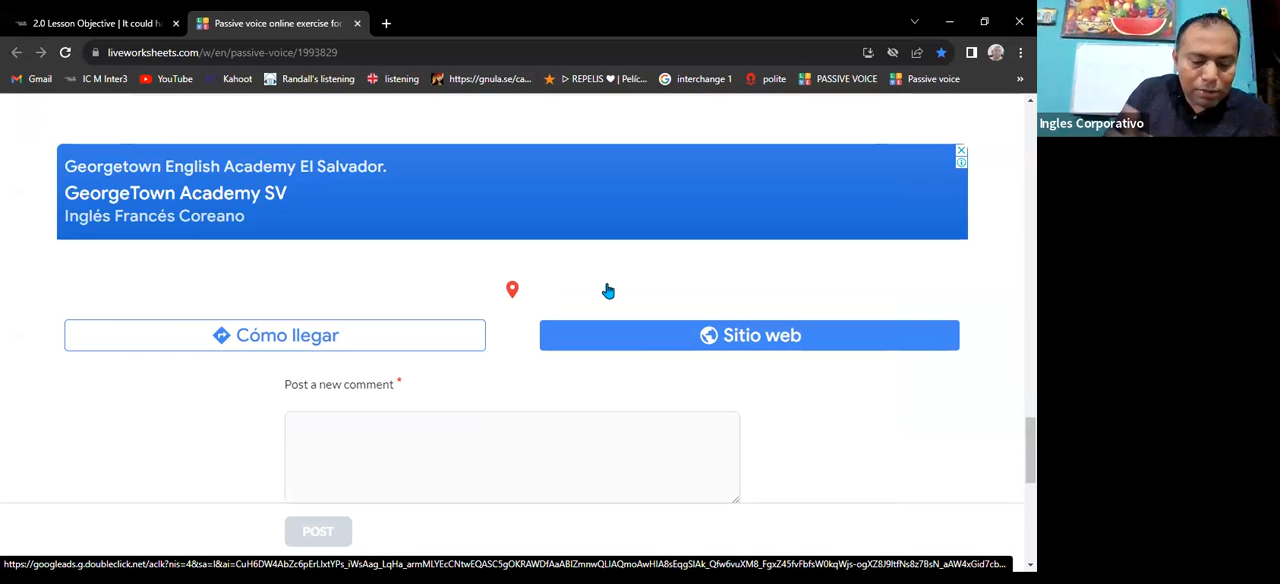 2.0 Lesson Objective | It could h
Passive voice online exercise for
liveworksheets.com/w/en/passive-voice/1993829
Gmail IC M Inter3 YouTube Kahoot Randall's listening listening https://gnula.se/ca... ▷ REPELIS ♥ | Pelíc... interchange 1 polite PASSIVE VOICE Passive voice »
Ingles Corporativo
Georgetown English Academy El Salvador.
GeorgeTown Academy SV
Inglés Francés Coreano
Cómo llegar
Sitio web
Post a new comment *
POST